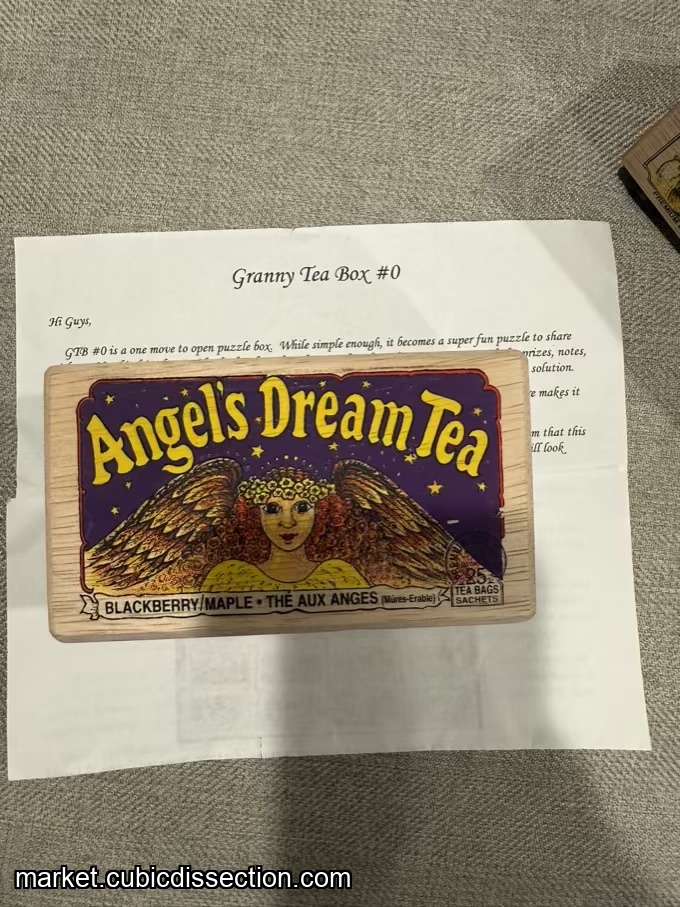 Granny Tea Box #0
Hi Guys,
GTB #0 is a one move to open puzzle box. While simple enough, it becomes a super fun puzzle to share
prizes, notes,
solution.
makes it
that this
look
Angel's Dream Tea
BLACKBERRY/MAPLE • THÉ AUX ANGES (Mûres-Erable)
25
TEA BAGS
SACHETS
market.cubicdissection.com